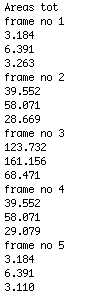 Areas tot
frame no 1
3.184
6.391
3.263
frame no 2
39.552
58.071
28.669
frame no 3
123.732
161.156
68.471
frame no 4
39.552
58.071
29.079
frame no 5
3.184
6.391
3.110